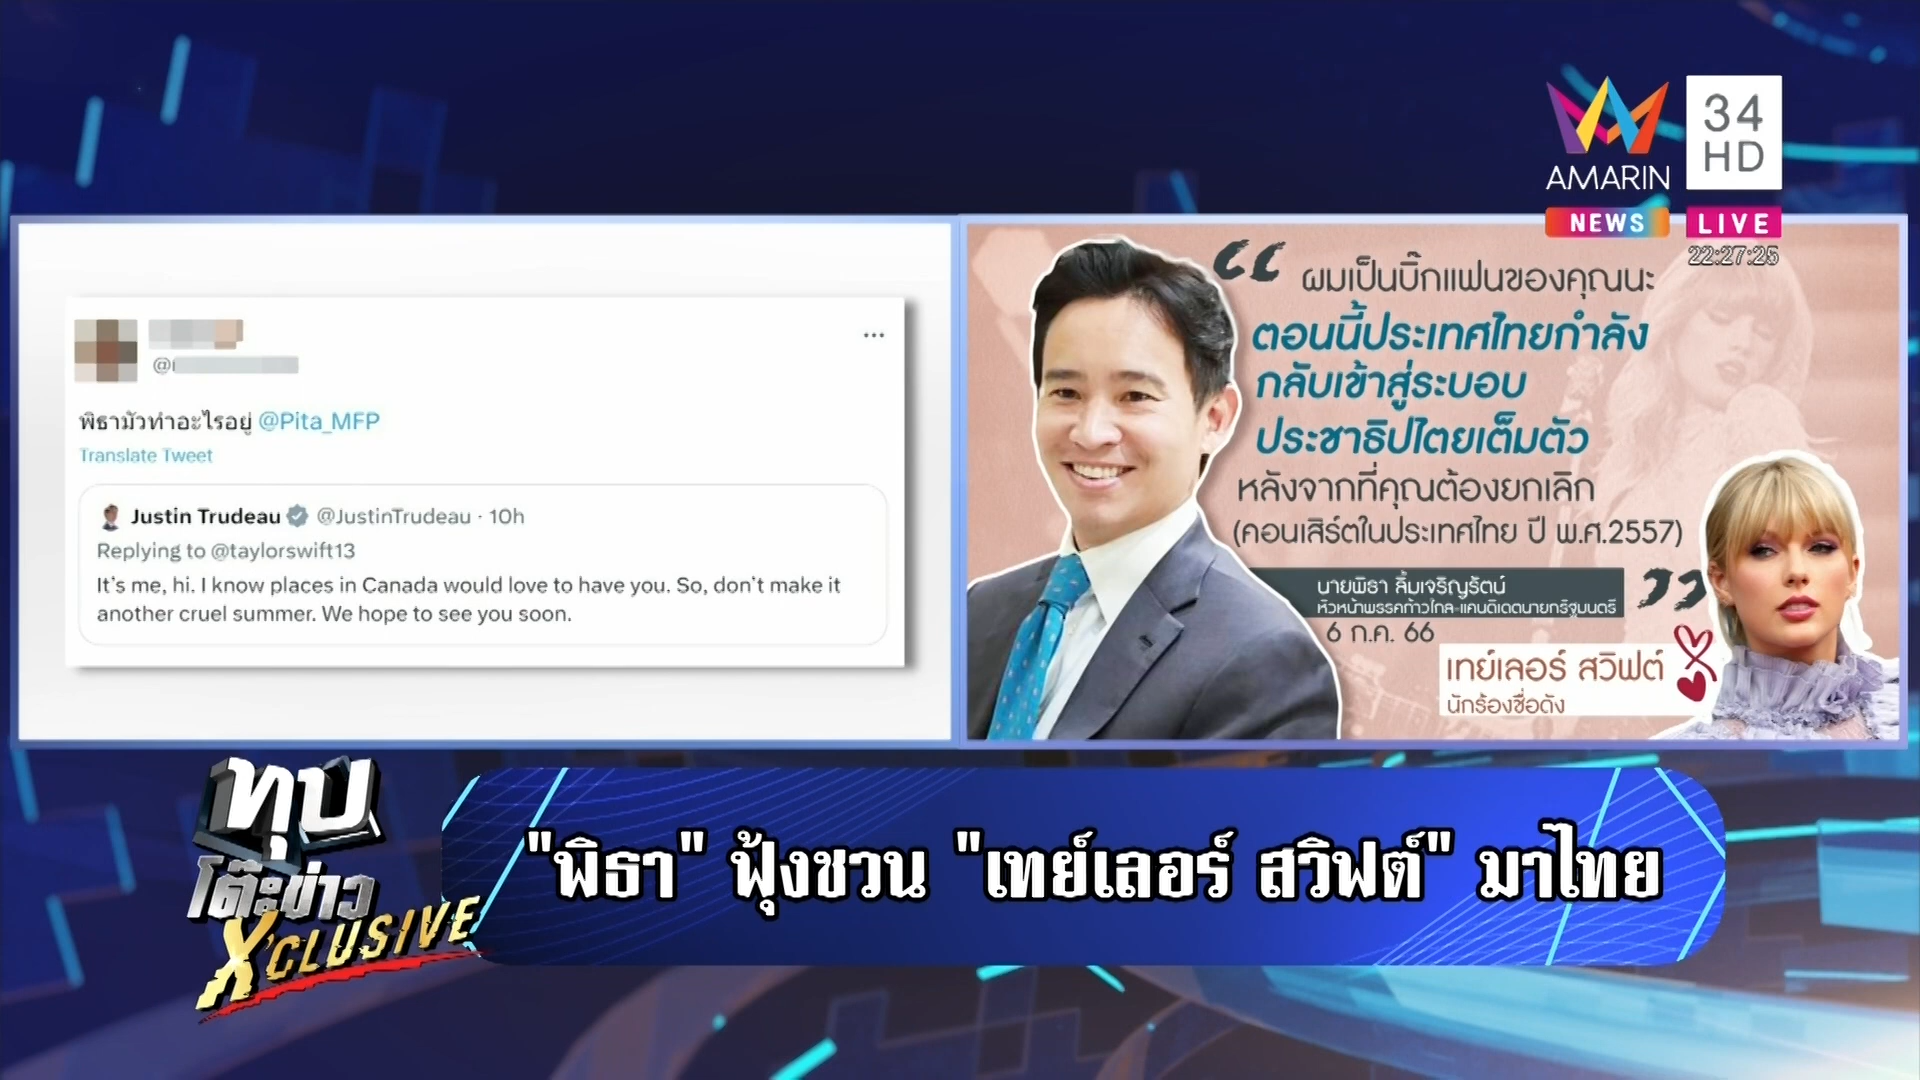 AMARIN
34
HD
NEWS
LIVE
22:27:25
@
พิธามัวทำอะไรอยู่ @Pita_MFP
Translate Tweet
Justin Trudeau @JustinTrudeau · 10h
Replying to @taylorswift13
It's me, hi. I know places in Canada would love to have you. So, don't make it
another cruel summer. We hope to see you soon.
“ ผมเป็นบิ๊กแฟนของคุณนะ
ตอนนี้ประเทศไทยกำลัง
กลับเข้าสู่ระบอบ
ประชาธิปไตยเต็มตัว
หลังจากที่คุณต้องยกเลิก
(คอนเสิร์ตในประเทศไทย ปี พ.ศ.2557) ”
นายพิธา ลิ้มเจริญรัตน์
หัวหน้าพรรคก้าวไกล-แคนดิเดตนายกรัฐมนตรี
6 ก.ค. 66
เทย์เลอร์ สวิฟต์
นักร้องชื่อดัง
ทุบ
โต๊ะข่าว
X'CLUSIVE
"พิธา" ฟุ้งชวน "เทย์เลอร์ สวิฟต์" มาไทย